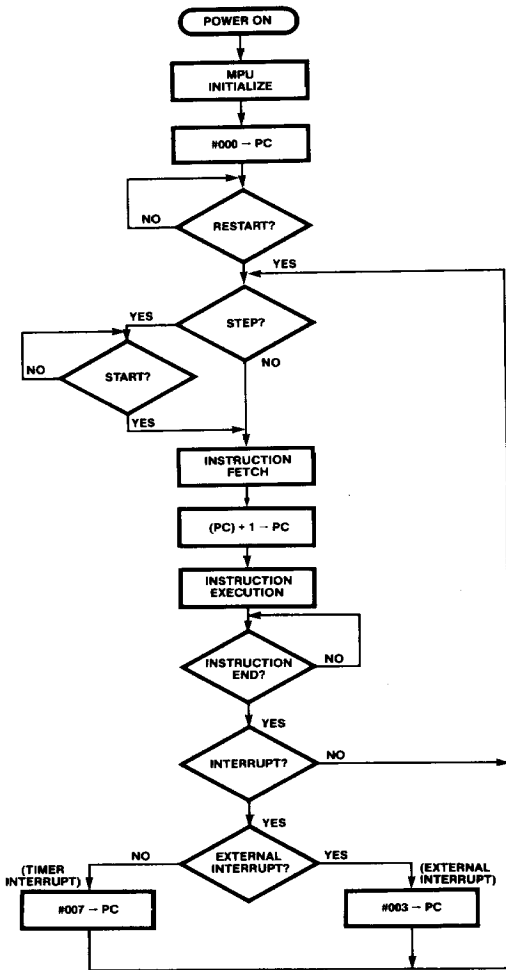 POWER ON
MPU
INITIALIZE
#000 → PC
NO
RESTART?
YES
YES
STEP?
NO
NO
START?
YES
INSTRUCTION
FETCH
(PC) + 1 → PC
INSTRUCTION
EXECUTION
INSTRUCTION
END?
NO
YES
INTERRUPT?
NO
YES
NO
EXTERNAL
INTERRUPT?
YES
(TIMER
INTERRUPT)
(EXTERNAL
INTERRUPT)
#007 → PC
#003 → PC